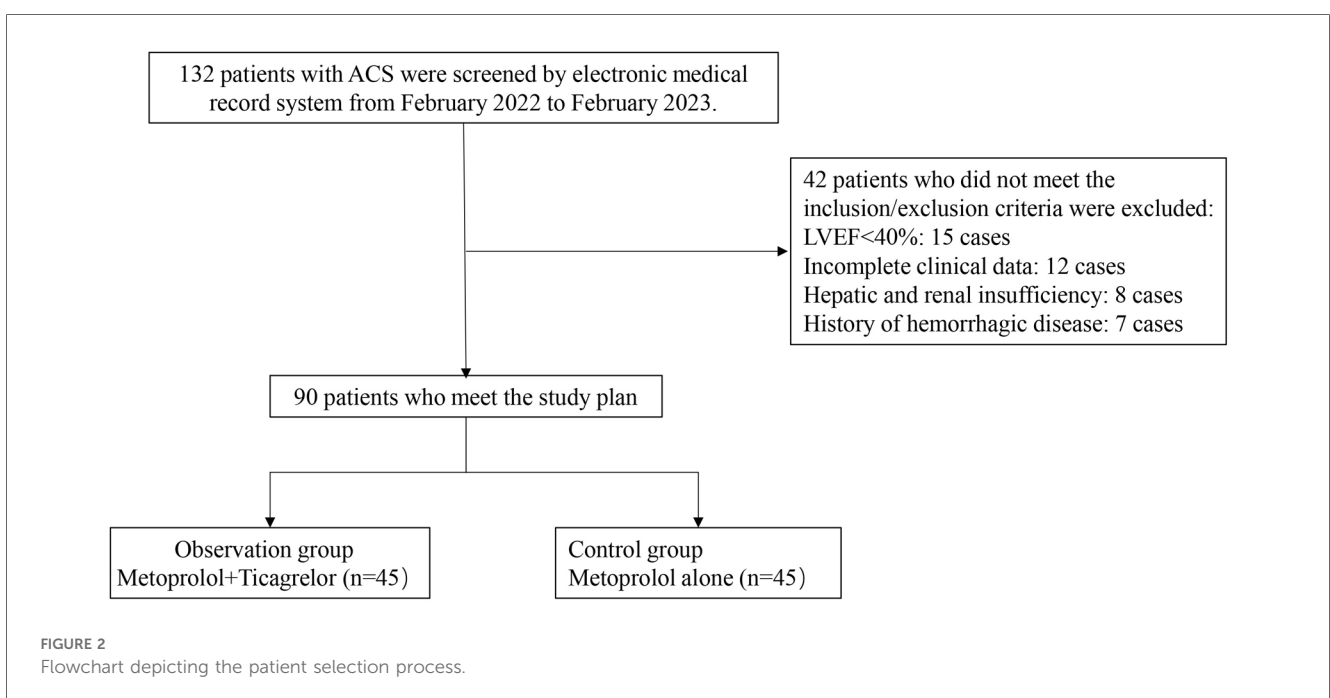 132 patients with ACS were screened by electronic medical
record system from February 2022 to February 2023.
42 patients who did not meet the
inclusion/exclusion criteria were excluded:
LVEF<40%: 15 cases
Incomplete clinical data: 12 cases
Hepatic and renal insufficiency: 8 cases
History of hemorrhagic disease: 7 cases
90 patients who meet the study plan
Observation group
Metoprolol+Ticagrelor (n=45)
Control group
Metoprolol alone (n=45)
FIGURE 2
Flowchart depicting the patient selection process.